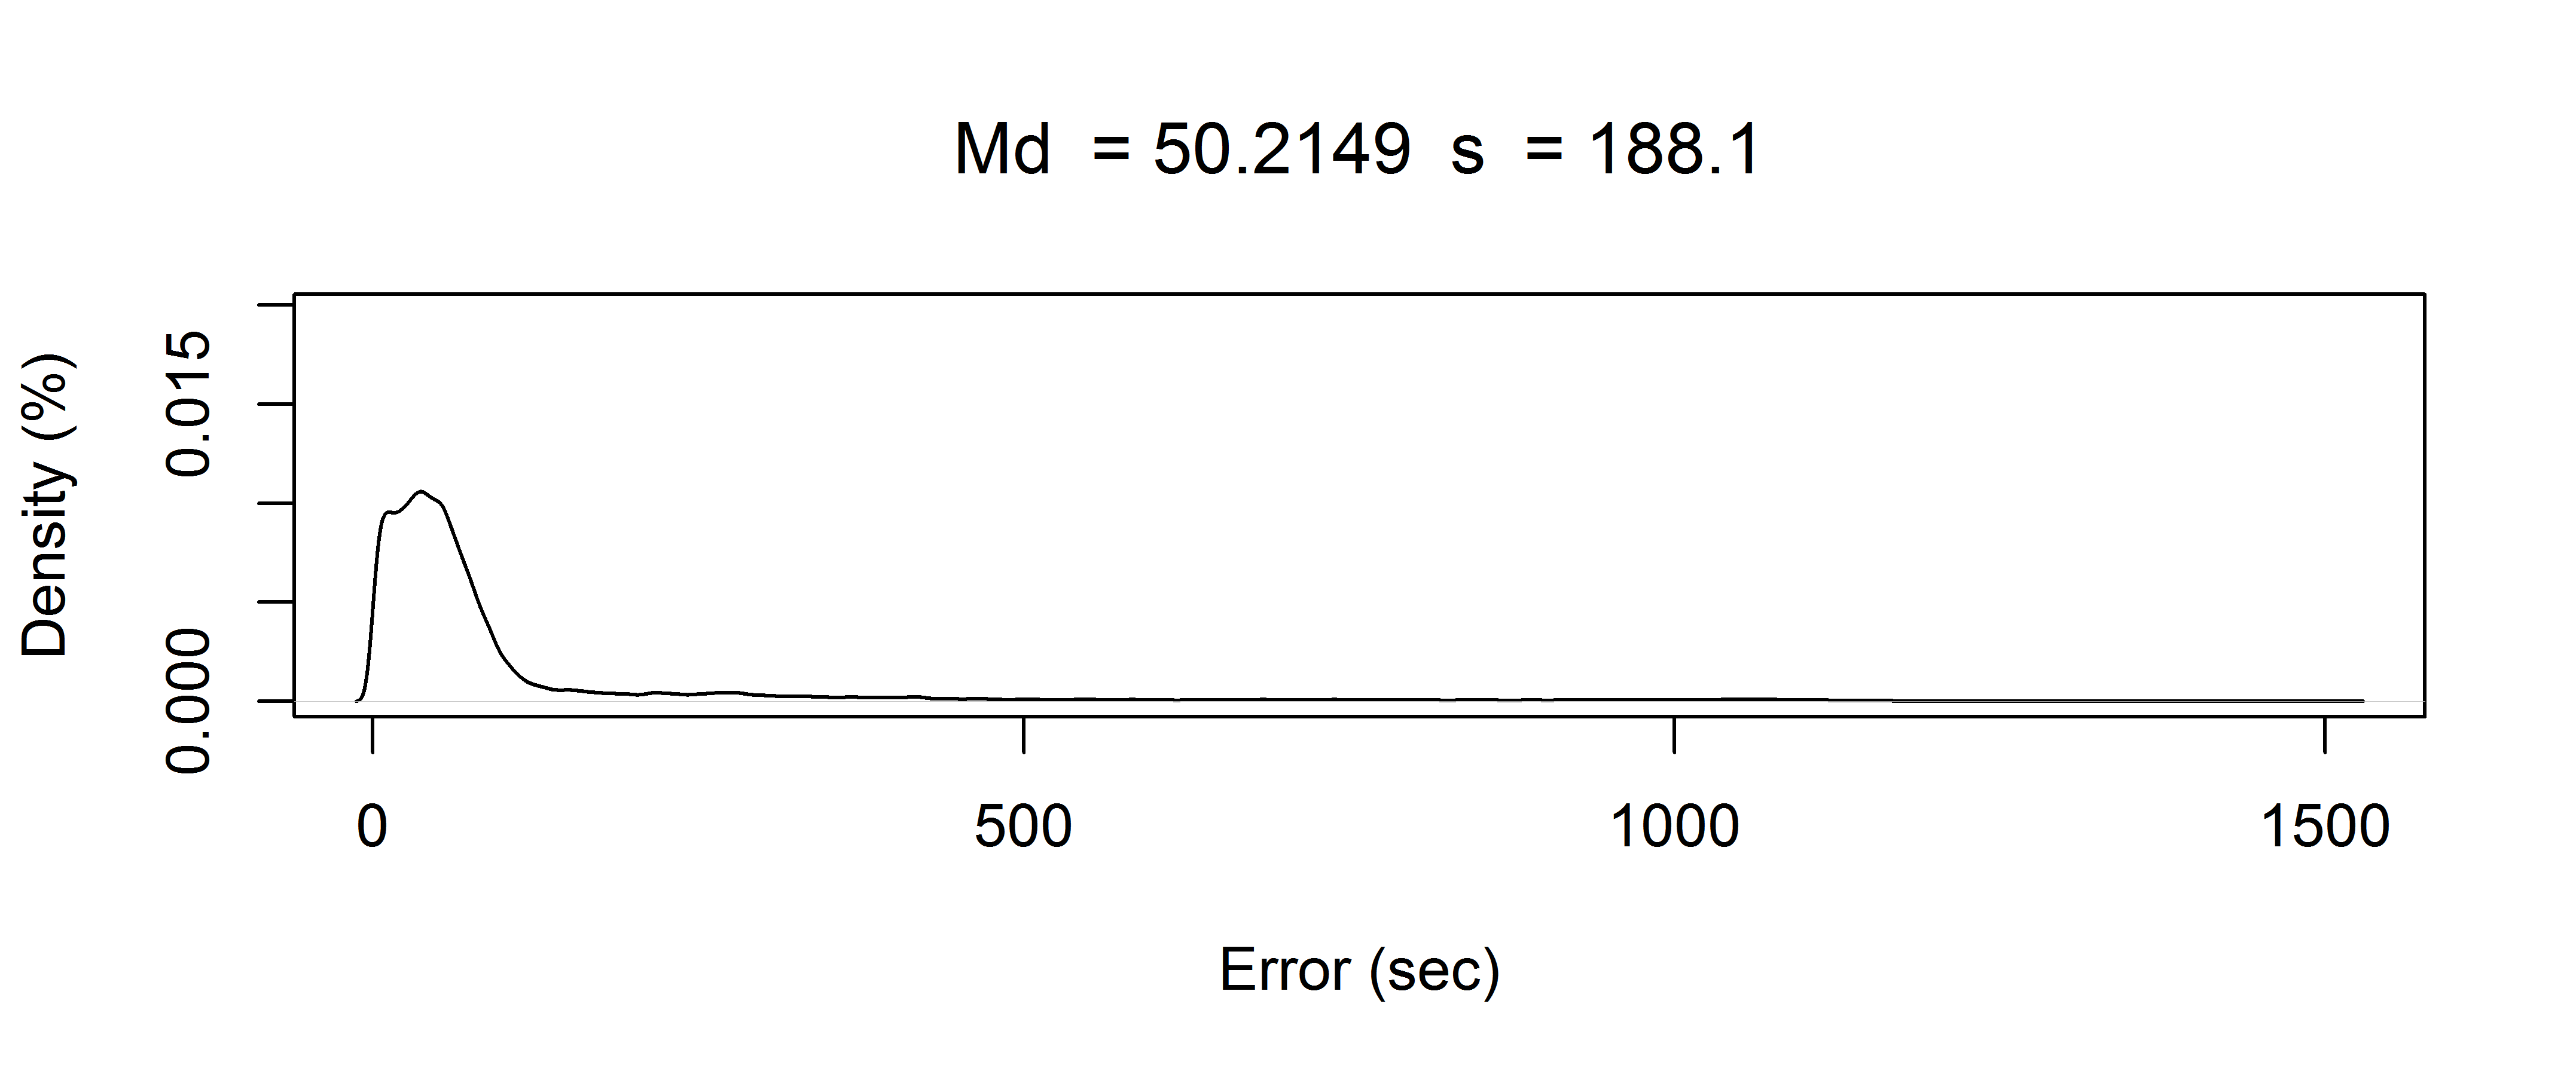 Md = 50.2149 s = 188.1
Density (%)
0.015
0.000
0 500 1000 1500
Error (sec)